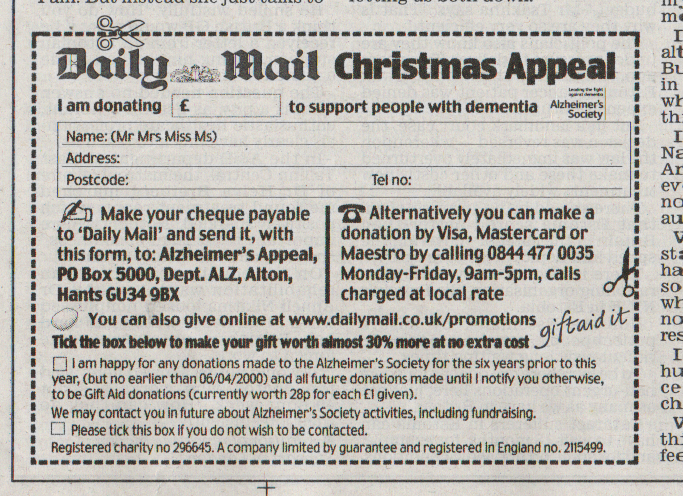 letting us both down.
Daily Mail Christmas Appeal
I am donating £ to support people with dementia
Leading the fight
against dementia
Alzheimer's
Society
Name: (Mr Mrs Miss Ms)
Address:
Postcode: Tel no:
Make your cheque payable
to 'Daily Mail' and send it, with
this form, to: Alzheimer's Appeal,
PO Box 5000, Dept. ALZ, Alton,
Hants GU34 9BX
Alternatively you can make a
donation by Visa, Mastercard or
Maestro by calling 0844 477 0035
Monday-Friday, 9am-5pm, calls
charged at local rate
You can also give online at www.dailymail.co.uk/promotions
giftaid it
Tick the box below to make your gift worth almost 30% more at no extra cost
I am happy for any donations made to the Alzheimer's Society for the six years prior to this
year, (but no earlier than 06/04/2000) and all future donations made until I notify you otherwise,
to be Gift Aid donations (currently worth 28p for each £1 given).
We may contact you in future about Alzheimer's Society activities, including fundraising.
Please tick this box if you do not wish to be contacted.
Registered charity no 296645. A company limited by guarantee and registered in England no. 2115499.